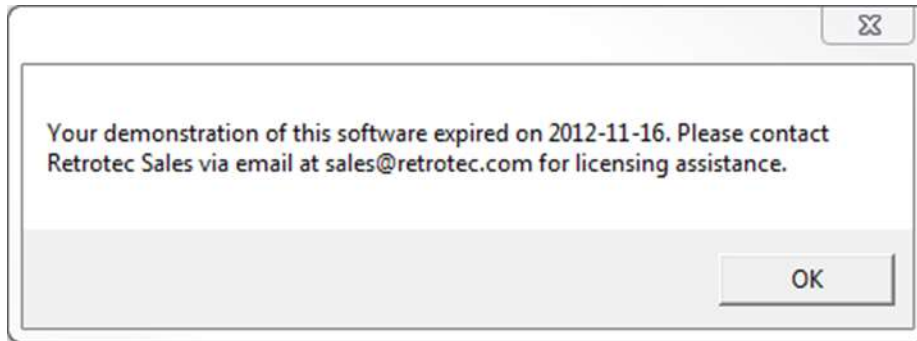 Your demonstration of this software expired on 2012-11-16. Please contact
Retrotec Sales via email at sales@retrotec.com for licensing assistance.
OK